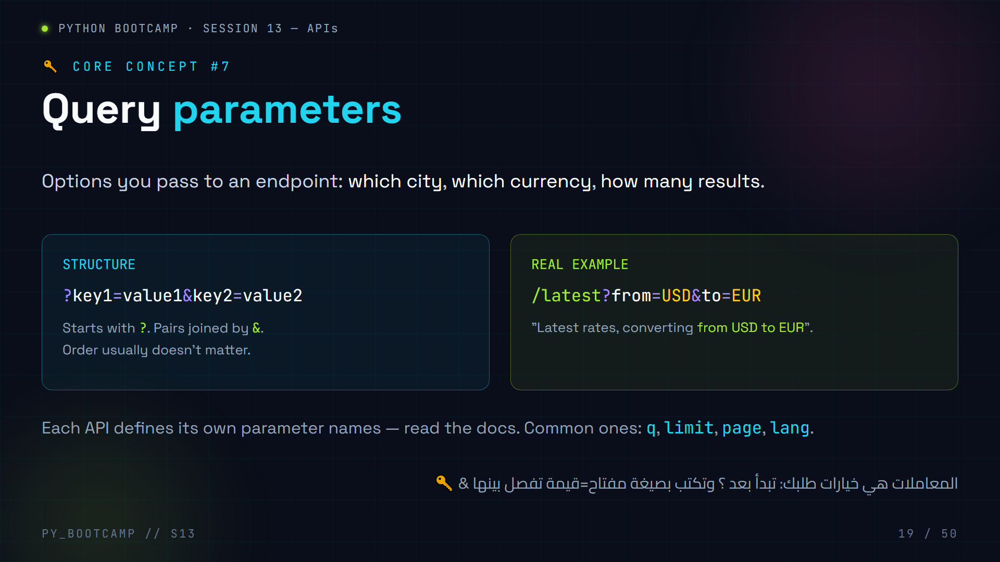 PYTHON BOOTCAMP · SESSION 13 — APIs
🔑 CORE CONCEPT #7
Query parameters
Options you pass to an endpoint: which city, which currency, how many results.
STRUCTURE
?key1=value1&key2=value2
Starts with ?. Pairs joined by &.
Order usually doesn’t matter.
REAL EXAMPLE
/latest?from=USD&to=EUR
”Latest rates, converting from USD to EUR”.
Each API defines its own parameter names — read the docs. Common ones: q, limit, page, lang.
المعاملات هي خيارات طلبك: تبدأ بعد ؟ وتكتب بصيغة مفتاح=قيمة تفصل بينها & 🔑
PY_BOOTCAMP // S13
19 / 50